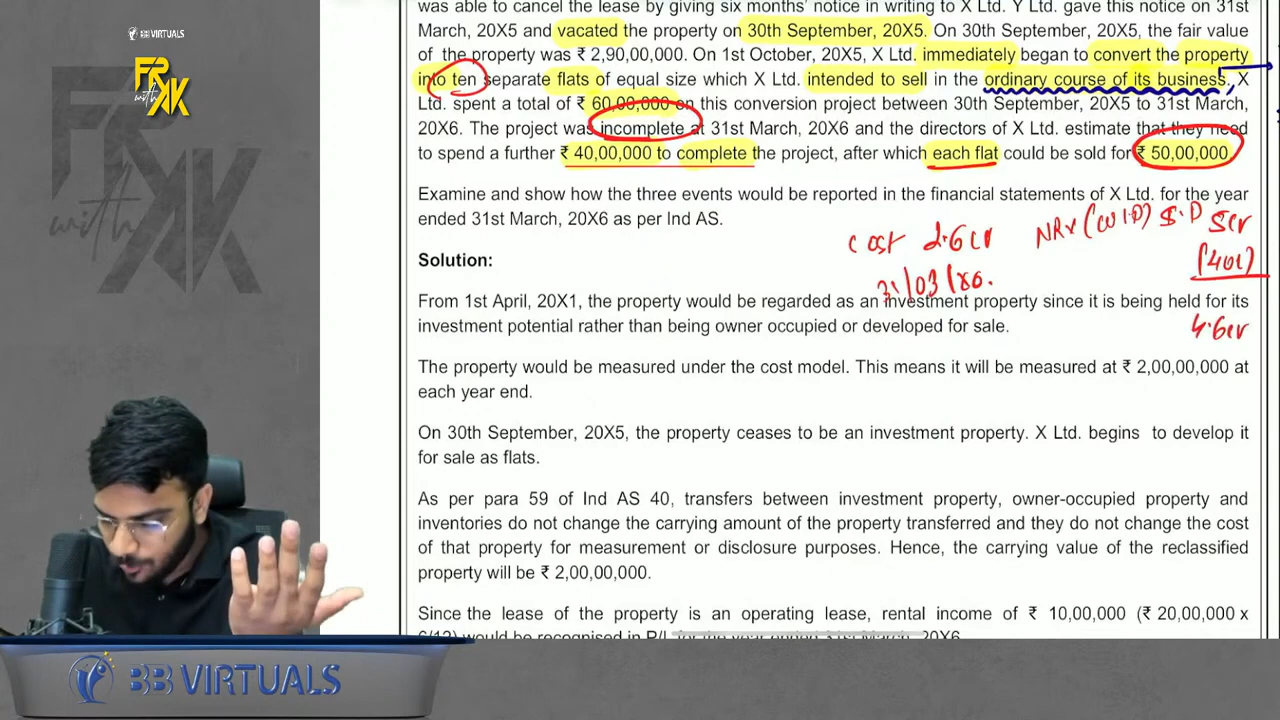 was able to cancel the lease by giving six months' notice in writing to X Ltd. Y Ltd. gave this notice on 31st
March, 20X5 and vacated the property on 30th September, 20X5. On 30th September, 20X5, the fair value
of the property was ₹ 2,90,00,000. On 1st October, 20X5, X Ltd. immediately began to convert the property
into ten separate flats of equal size which X Ltd. intended to sell in the ordinary course of its business. X
Ltd. spent a total of ₹ 60,00,000 on this conversion project between 30th September, 20X5 to 31st March,
20X6. The project was incomplete at 31st March, 20X6 and the directors of X Ltd. estimate that they need
to spend a further ₹ 40,00,000 to complete the project, after which each flat could be sold for ₹ 50,00,000.
Examine and show how the three events would be reported in the financial statements of X Ltd. for the year
ended 31st March, 20X6 as per Ind AS.
Cost 2.6cr
31/03/
NRV (WIP) S.P 5cr
(40L)
4.6cr
Solution:
From 1st April, 20X1, the property would be regarded as an investment property since it is being held for its
investment potential rather than being owner occupied or developed for sale.
The property would be measured under the cost model. This means it will be measured at ₹ 2,00,00,000 at
each year end.
On 30th September, 20X5, the property ceases to be an investment property. X Ltd. begins to develop it
for sale as flats.
As per para 59 of Ind AS 40, transfers between investment property, owner-occupied property and
inventories do not change the carrying amount of the property transferred and they do not change the cost
of that property for measurement or disclosure purposes. Hence, the carrying value of the reclassified
property will be ₹ 2,00,00,000.
Since the lease of the property is an operating lease, rental income of ₹ 10,00,000 (₹ 20,00,000 x
6/12) would be recognised in P/L for the year ended 31st March, 20X6.
BB VIRTUALS
FR
with
AK
BB VIRTUALS